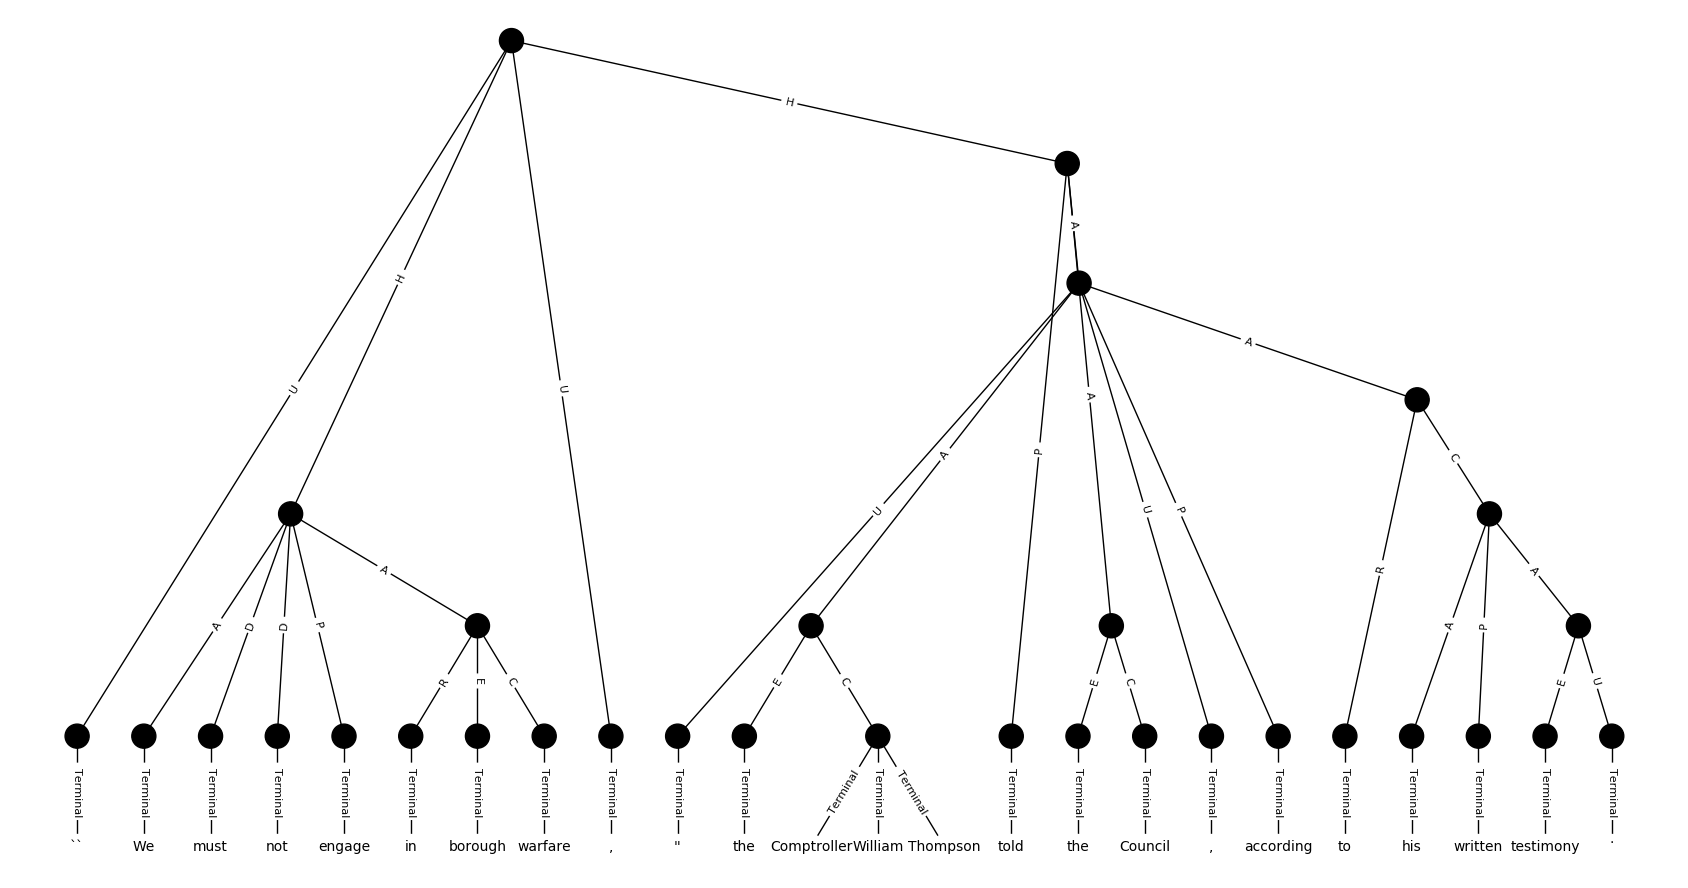 H
A
H
A
U
U
A
P
A
A
U
C
U
P
A
R
A
A
D
D
P
A
P
R
E
C
E
C
E
C
E
U
Terminal Terminal Terminal Terminal Terminal Terminal Terminal Terminal Terminal Terminal Terminal Terminal Terminal Terminal Terminal Terminal Terminal Terminal Terminal Terminal Terminal Terminal Terminal Terminal Terminal
`` We must not engage in borough warfare , " the Comptroller William Thompson told the Council , according to his written testimony .